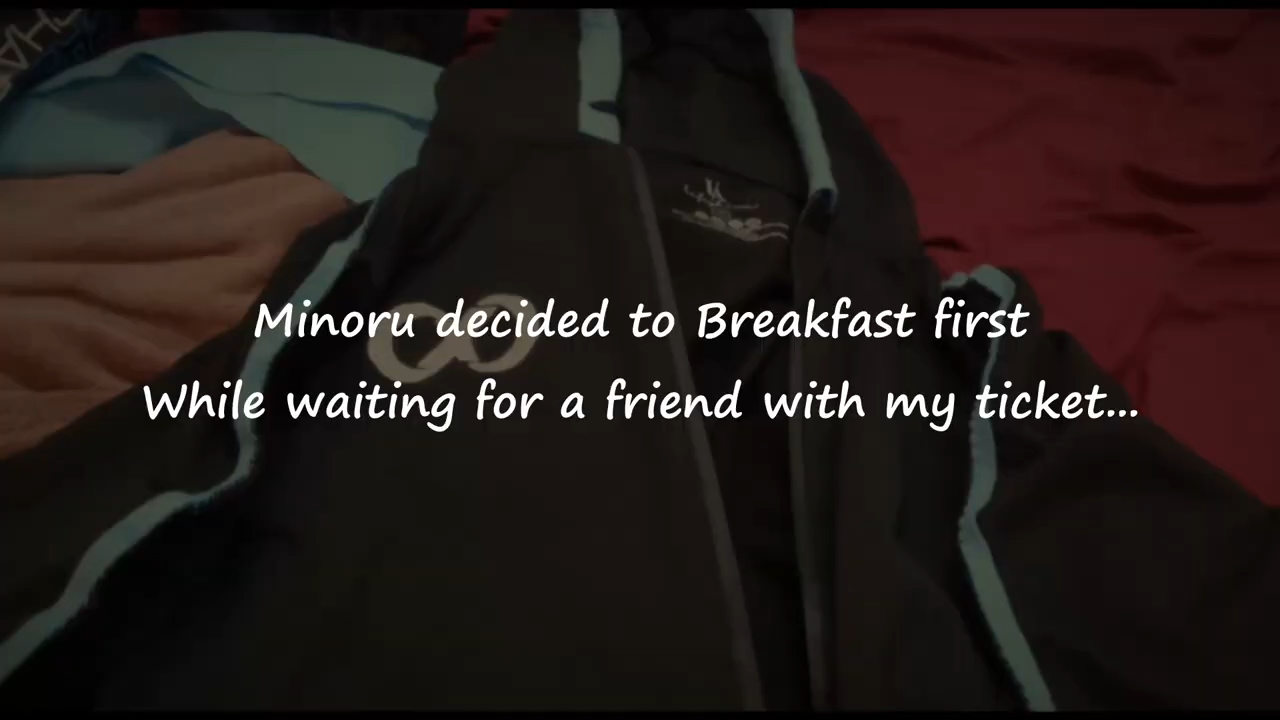 Minoru decided to Breakfast first
While waiting for a friend with my ticket...